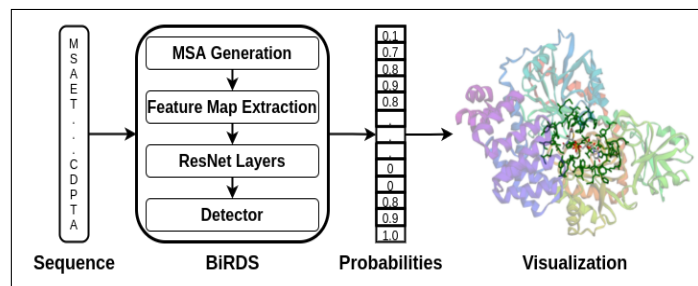 M
S
A
E
T
.
.
.
C
D
P
T
A
Sequence
MSA Generation
Feature Map Extraction
ResNet Layers
Detector
BiRDS
0.1
0.7
0.8
0.9
0.8
.
.
.
0
0
0.8
0.9
1.0
Probabilities
Visualization